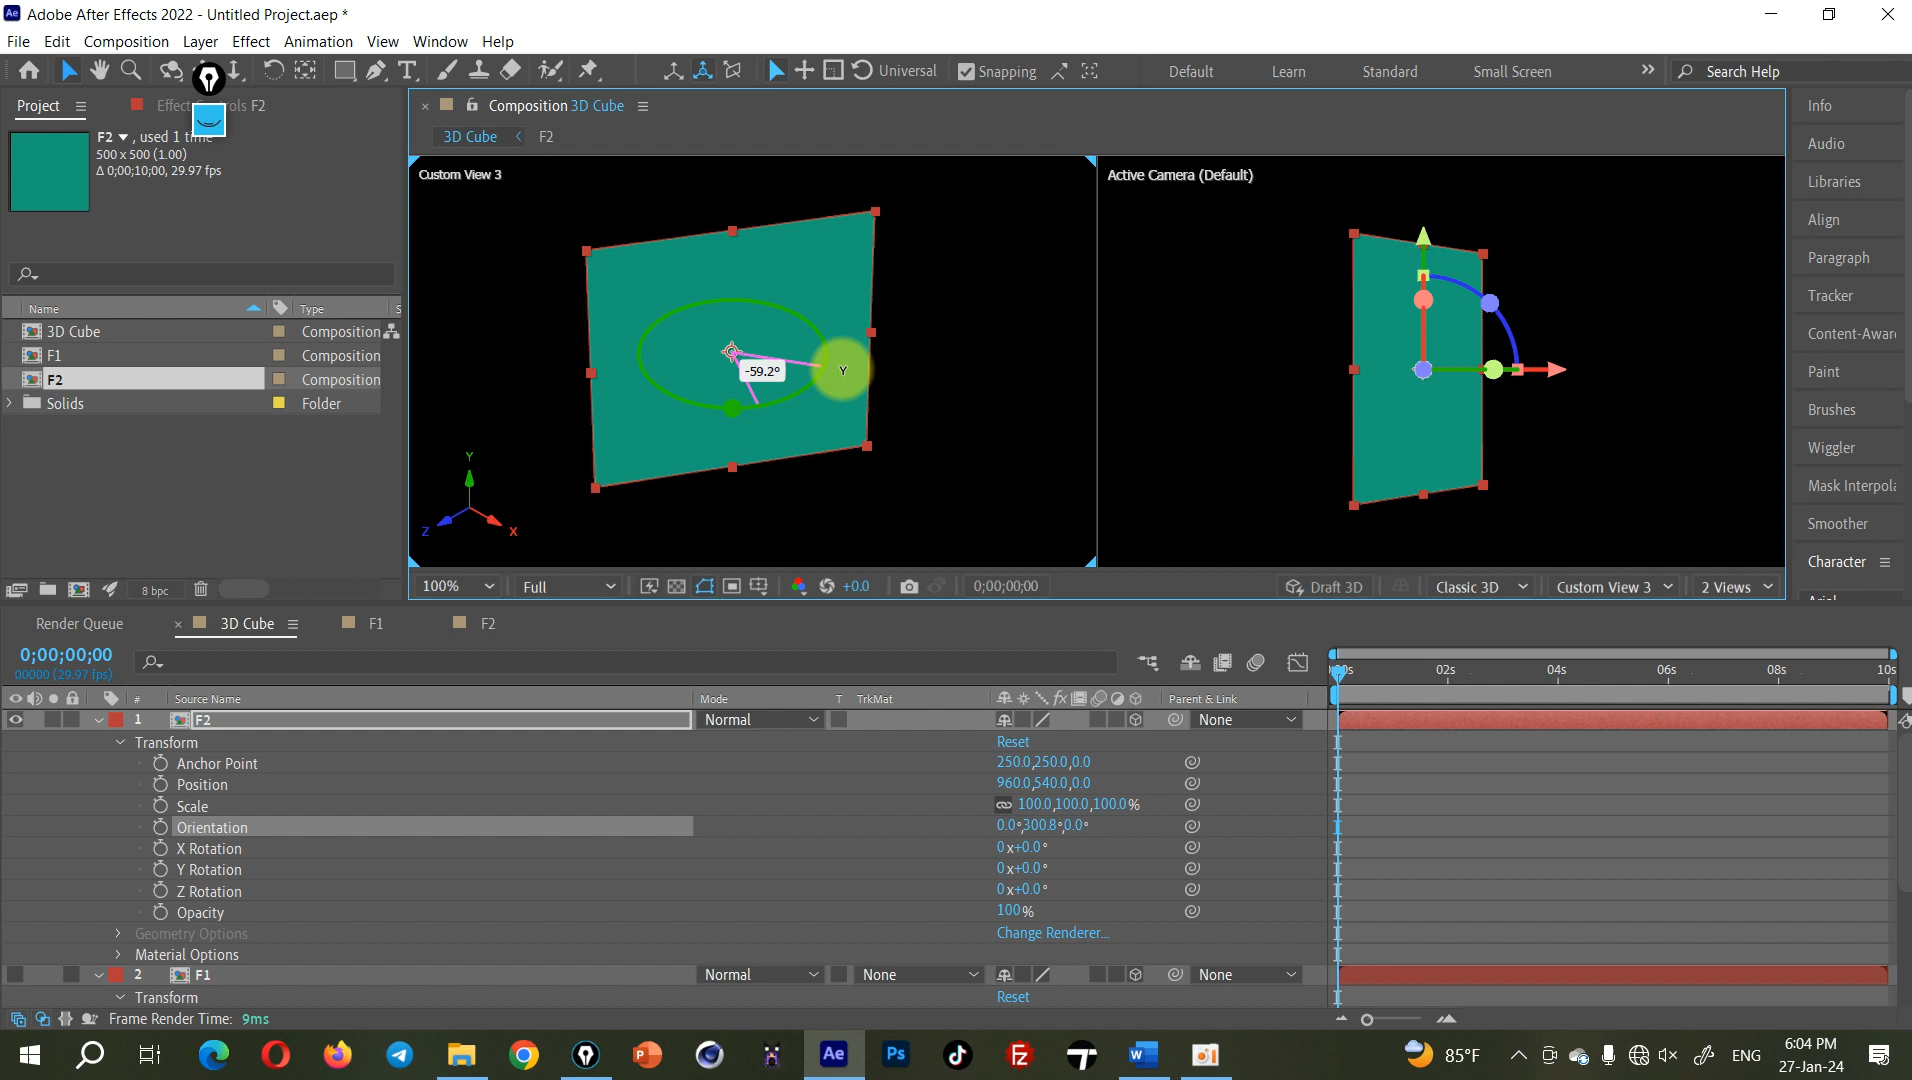 Adobe After Effects 2022 - Untitled Project.aep *
File Edit Composition Layer Effect Animation View Window Help
Universal Snapping Default Learn Standard Small Screen Search Help
Project Effect Controls F2
F2 , used 1 time
500 x 500 (1.00)
Δ 0;00;10;00, 29.97 fps
Name Type S
3D Cube Composition
F1 Composition
F2 Composition
Solids Folder
8 bpc
Composition 3D Cube
3D Cube F2
Custom View 3
-59.2°
Y
Y
Z
X
Active Camera (Default)
100% Full +0.0 0;00;00;00 Draft 3D Classic 3D Custom View 3 2 Views
Info
Audio
Libraries
Align
Paragraph
Tracker
Content-Aware
Paint
Brushes
Wiggler
Mask Interpola
Smoother
Character
Render Queue 3D Cube F1 F2
0;00;00;00
00000 (29.97 fps)
02s 04s 06s 08s 10s
# Source Name Mode T TrkMat Parent & Link
1 F2 Normal None
Transform Reset
Anchor Point 250.0,250.0,0.0
Position 960.0,540.0,0.0
Scale 100.0,100.0,100.0%
Orientation 0.0°,300.8°,0.0°
X Rotation 0x+0.0°
Y Rotation 0x+0.0°
Z Rotation 0x+0.0°
Opacity 100%
Geometry Options Change Renderer...
Material Options
2 F1 Normal None None
Transform Reset
Frame Render Time: 9ms
Ae Ps 85°F ENG 6:04 PM
27-Jan-24